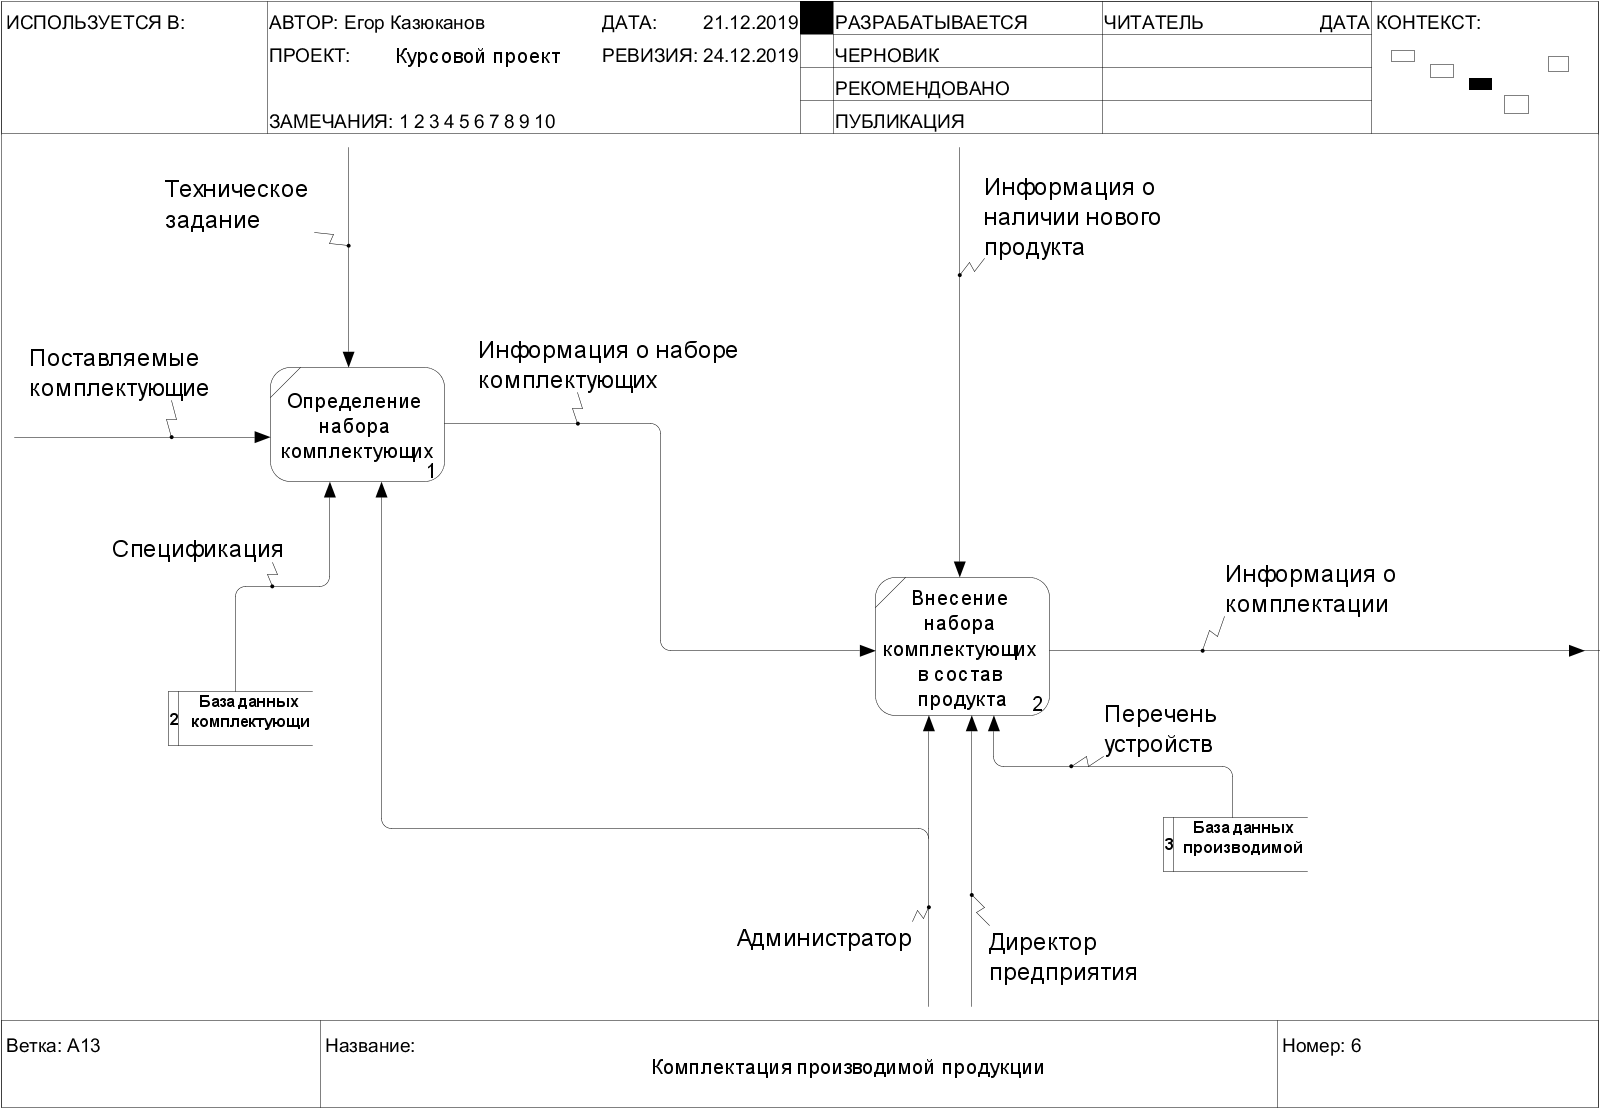 ИСПОЛЬЗУЕТСЯ В:
АВТОР: Егор Казюканов
ДАТА: 21.12.2019
РАЗРАБАТЫВАЕТСЯ
ЧИТАТЕЛЬ
ДАТА
КОНТЕКСТ:
ПРОЕКТ: Курсовой проект
РЕВИЗИЯ: 24.12.2019
ЧЕРНОВИК
РЕКОМЕНДОВАНО
ЗАМЕЧАНИЯ: 1 2 3 4 5 6 7 8 9 10
ПУБЛИКАЦИЯ
Техническое
задание
Информация о
наличии нового
продукта
Поставляемые
комплектующие
Информация о наборе
комплектующих
Определение
набора
комплектующих
1
Спецификация
Внесение
набора
комплектующих
в состав
продукта
2
Информация о
комплектации
2
База данных
комплектующи
Перечень
устройств
3
База данных
производимой
Администратор
Директор
предприятия
Ветка: A13
Название:
Комплектация производимой продукции
Номер: 6